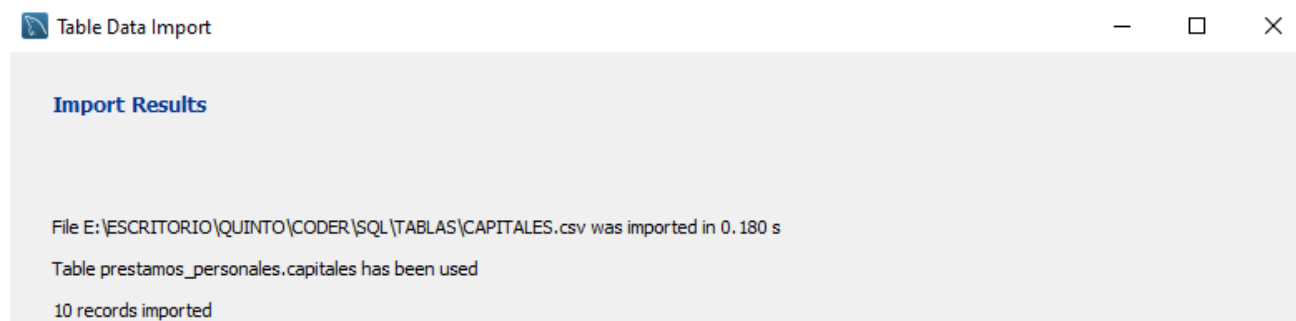 Table Data Import
Import Results
File E:\ESCRITORIO\QUINTO\CODER\SQL\TABLAS\CAPITALES.csv was imported in 0.180 s
Table prestamos_personales.capitales has been used
10 records imported